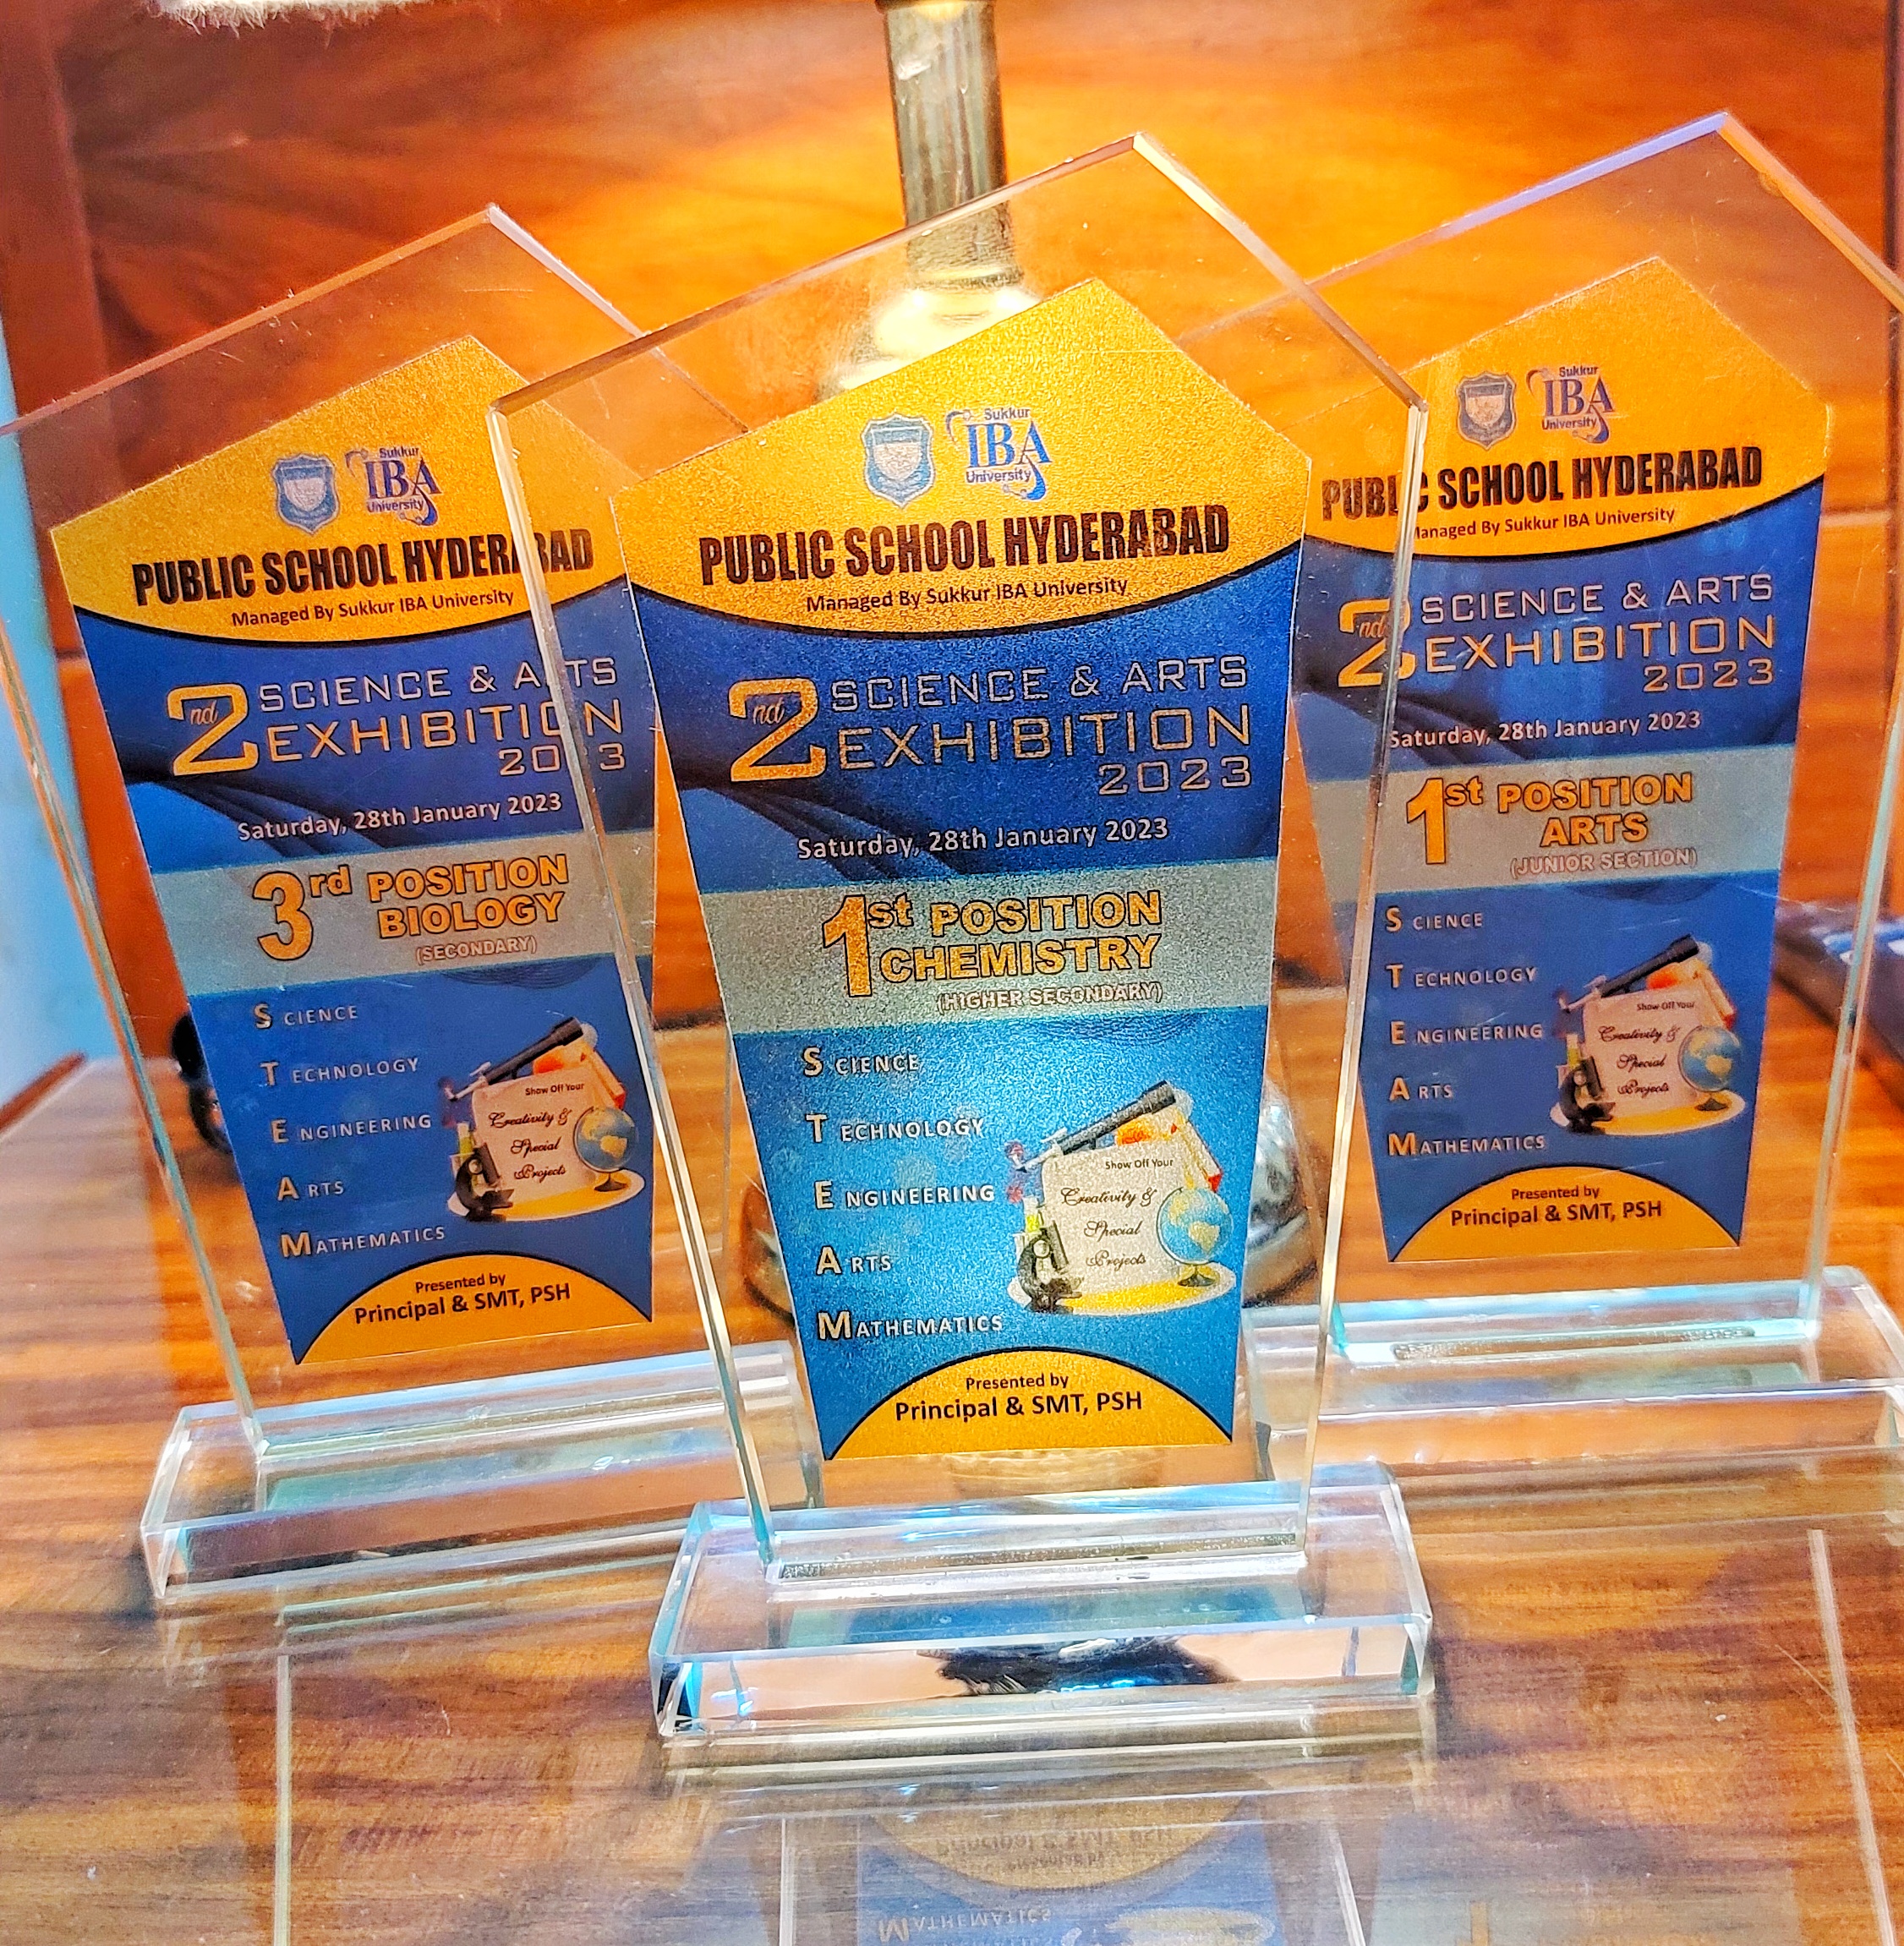 Sukkur
IBA
University
PUBLIC SCHOOL HYDERABAD
Managed By Sukkur IBA University
2nd SCIENCE & ARTS
EXHIBITION
2023
Saturday, 28th January 2023
3rd POSITION
BIOLOGY
(SECONDARY)
SCIENCE
TECHNOLOGY
ENGINEERING
ARTS
MATHEMATICS
Show Off Your
Creativity &
Special
Projects
Presented by
Principal & SMT, PSH
Sukkur
IBA
University
PUBLIC SCHOOL HYDERABAD
Managed By Sukkur IBA University
2nd SCIENCE & ARTS
EXHIBITION
2023
Saturday, 28th January 2023
1st POSITION
CHEMISTRY
(HIGHER SECONDARY)
SCIENCE
TECHNOLOGY
ENGINEERING
ARTS
MATHEMATICS
Show Off Your
Creativity &
Special
Projects
Presented by
Principal & SMT, PSH
Sukkur
IBA
University
PUBLIC SCHOOL HYDERABAD
Managed By Sukkur IBA University
2nd SCIENCE & ARTS
EXHIBITION
2023
Saturday, 28th January 2023
1st POSITION
ARTS
(JUNIOR SECTION)
SCIENCE
TECHNOLOGY
ENGINEERING
ARTS
MATHEMATICS
Show Off Your
Creativity &
Special
Projects
Presented by
Principal & SMT, PSH